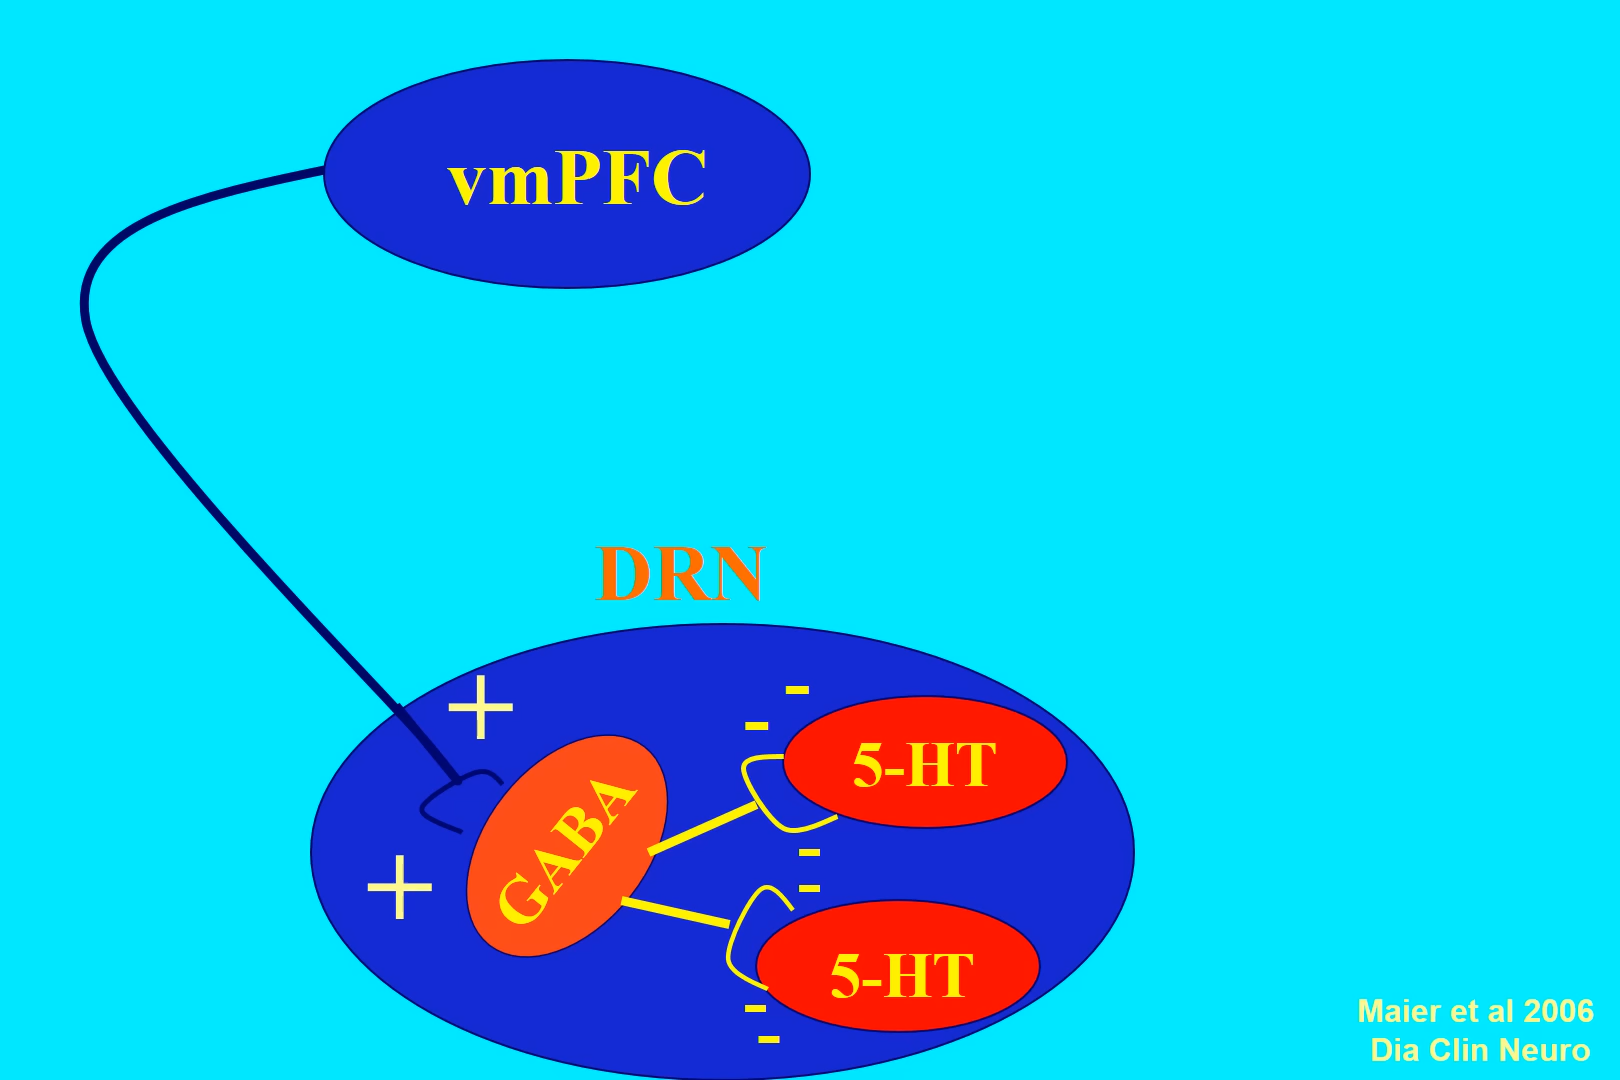 vmPFC
DRN
+
- 
-
5-HT
GABA
-
-
+
5-HT
-
-
Maier et al 2006
Dia Clin Neuro